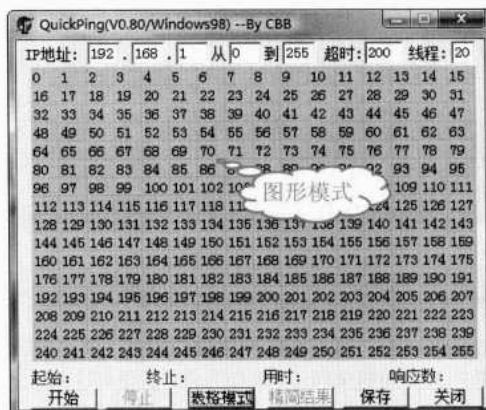 QuickPing(V0.80/Windows98) --By CBB
IP地址: 192 . 168 . 1 从 0 到 255 超时: 200 线程: 20
0 1 2 3 4 5 6 7 8 9 10 11 12 13 14 15
16 17 18 19 20 21 22 23 24 25 26 27 28 29 30 31
32 33 34 35 36 37 38 39 40 41 42 43 44 45 46 47
48 49 50 51 52 53 54 55 56 57 58 59 60 61 62 63
64 65 66 67 68 69 70 71 72 73 74 75 76 77 78 79
80 81 82 83 84 85 86 92 93 94 95
96 97 98 99 100 101 102 109 110 111
图形模式
112 113 114 115 116 117 118 125 126 127
128 129 130 131 132 133 134 135 136 137 138 139 140 141 142 143
144 145 146 147 148 149 150 151 152 153 154 155 156 157 158 159
160 161 162 163 164 165 166 167 168 169 170 171 172 173 174 175
176 177 178 179 180 181 182 183 184 185 186 187 188 189 190 191
192 193 194 195 196 197 198 199 200 201 202 203 204 205 206 207
208 209 210 211 212 213 214 215 216 217 218 219 220 221 222 223
224 225 226 227 228 229 230 231 232 233 234 235 236 237 238 239
240 241 242 243 244 245 246 247 248 249 250 251 252 253 254 255
起始: 终止: 用时: 响应数:
开始 停止 表格模式 精简结果 保存 关闭